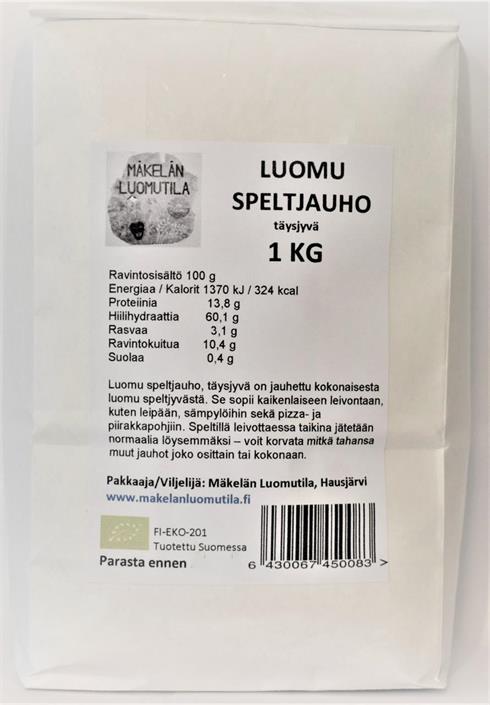 MÄKELÄN
LUOMUTILA
LUOMU
SPELTJAUHO
täysjyvä
1 KG
Ravintosisältö 100 g
Energiaa / Kalorit 1370 kJ / 324 kcal
Proteiinia 13,8 g
Hiilihydraattia 60,1 g
Rasvaa 3,1 g
Ravintokuitua 10,4 g
Suolaa 0,4 g
Luomu speltjauho, täysjyvä on jauhettu kokonaisesta
luomu speltjyvästä. Se sopii kaikenlaiseen leivontaan,
kuten leipään, sämpylöihin sekä pizza- ja
piirakkapohjiin. Speltillä leivottaessa taikina jätetään
normaalia löysemmäksi – voit korvata mitkä tahansa
muut jauhot joko osittain tai kokonaan.
Pakkaaja/Viljelijä: Mäkelän Luomutila, Hausjärvi
www.makelanluomutila.fi
FI-EKO-201
Tuotettu Suomessa
Parasta ennen
6 430067 450083 >